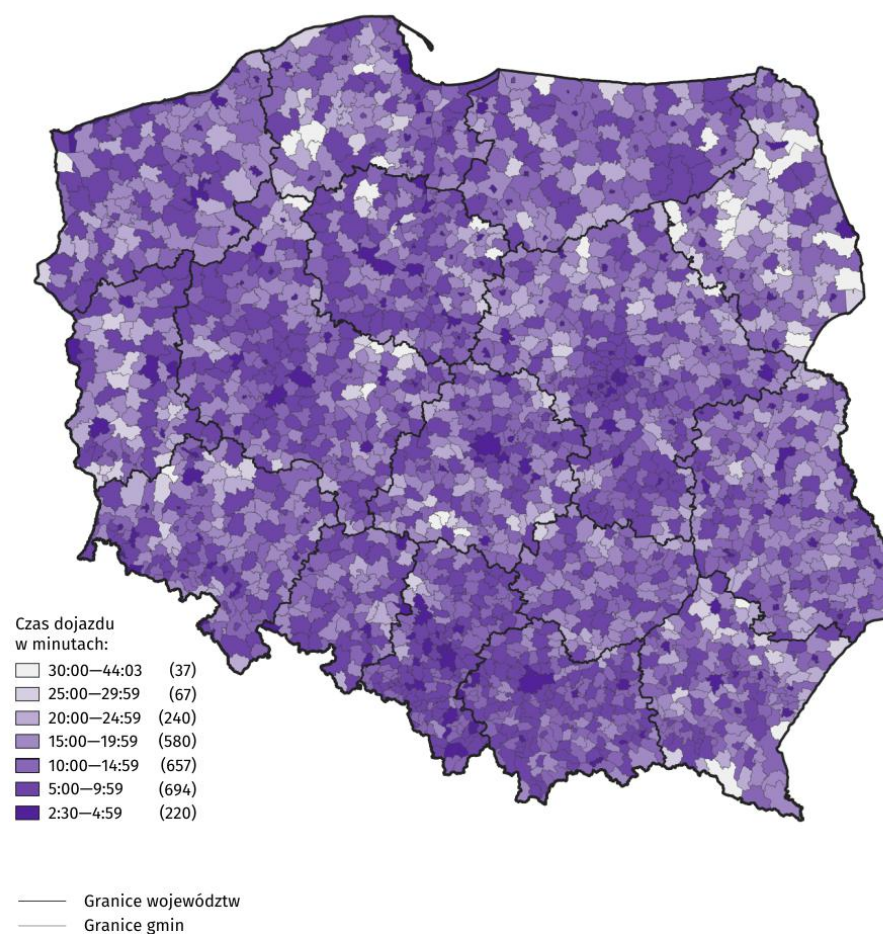 Czas dojazdu
w minutach:
30:00—44:03 (37)
25:00—29:59 (67)
20:00—24:59 (240)
15:00—19:59 (580)
10:00—14:59 (657)
5:00—9:59 (694)
2:30—4:59 (220)
Granice województw
Granice gmin